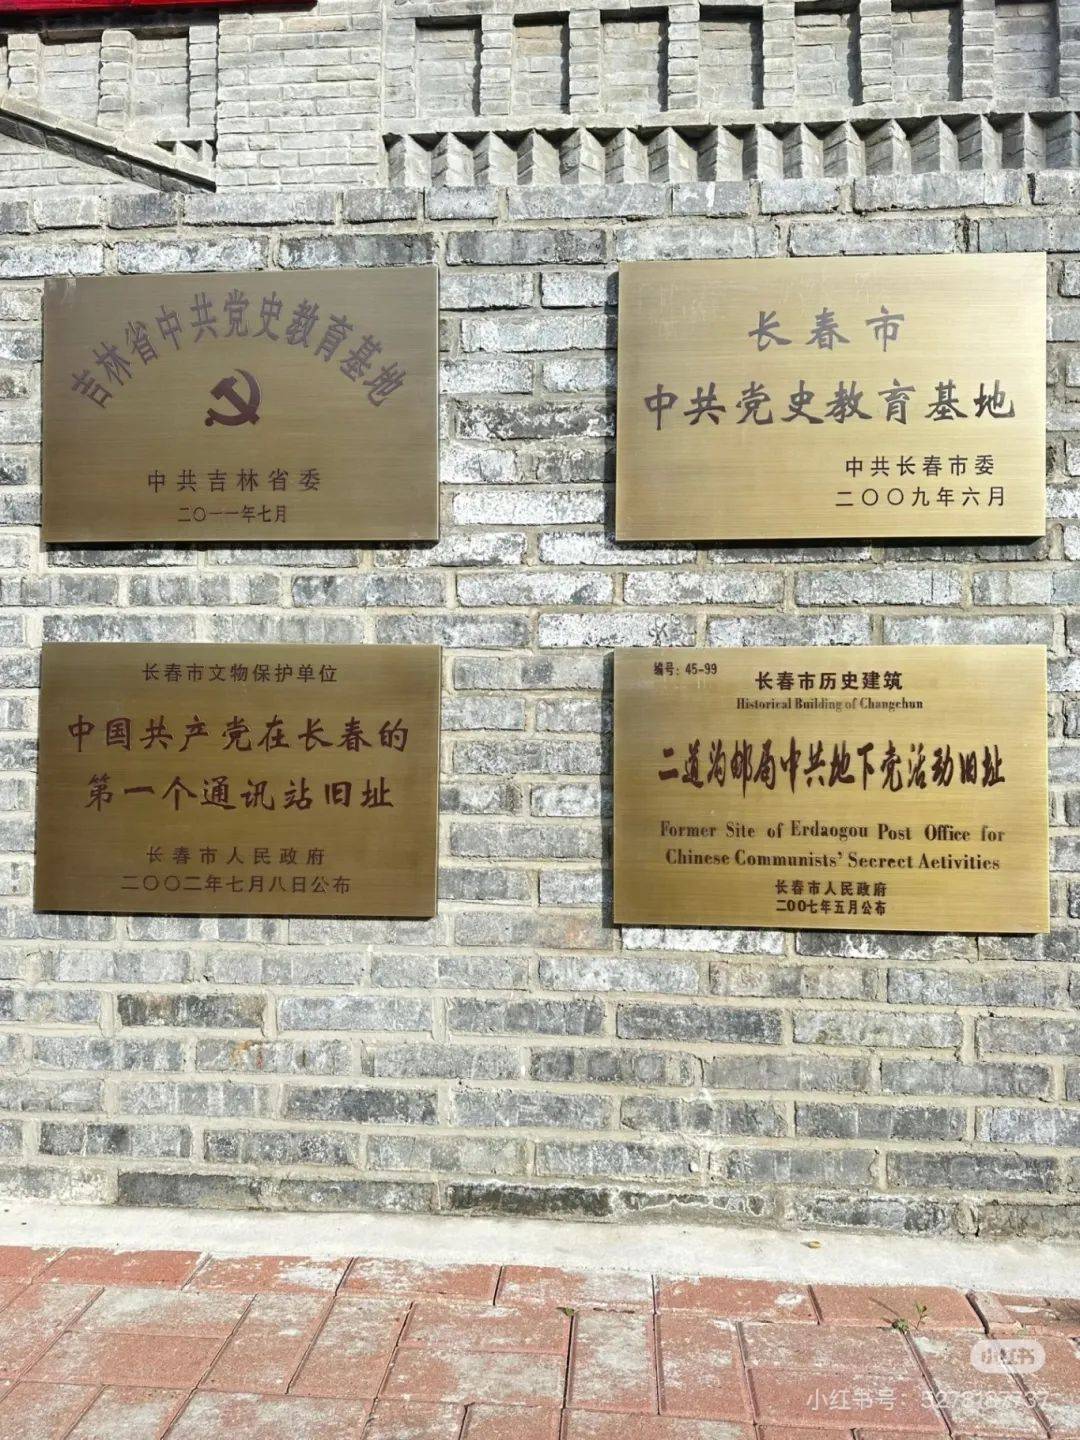 吉林省中共党史教育基地
中共吉林省委
二〇一一年七月
长春市
中共党史教育基地
中共长春市委
二〇〇九年六月
长春市文物保护单位
中国共产党在长春的
第一个通讯站旧址
长春市人民政府
二〇〇二年七月八日公布
编号：45-99
长春市历史建筑
Historical Building of Changchun
二道沟邮局中共地下党活动旧址
Former Site of Erdaogou Post Office for
Chinese Communists' Secrect Aetivities
长春市人民政府
二00七年五月公布
小红书
小红书号：5278187737